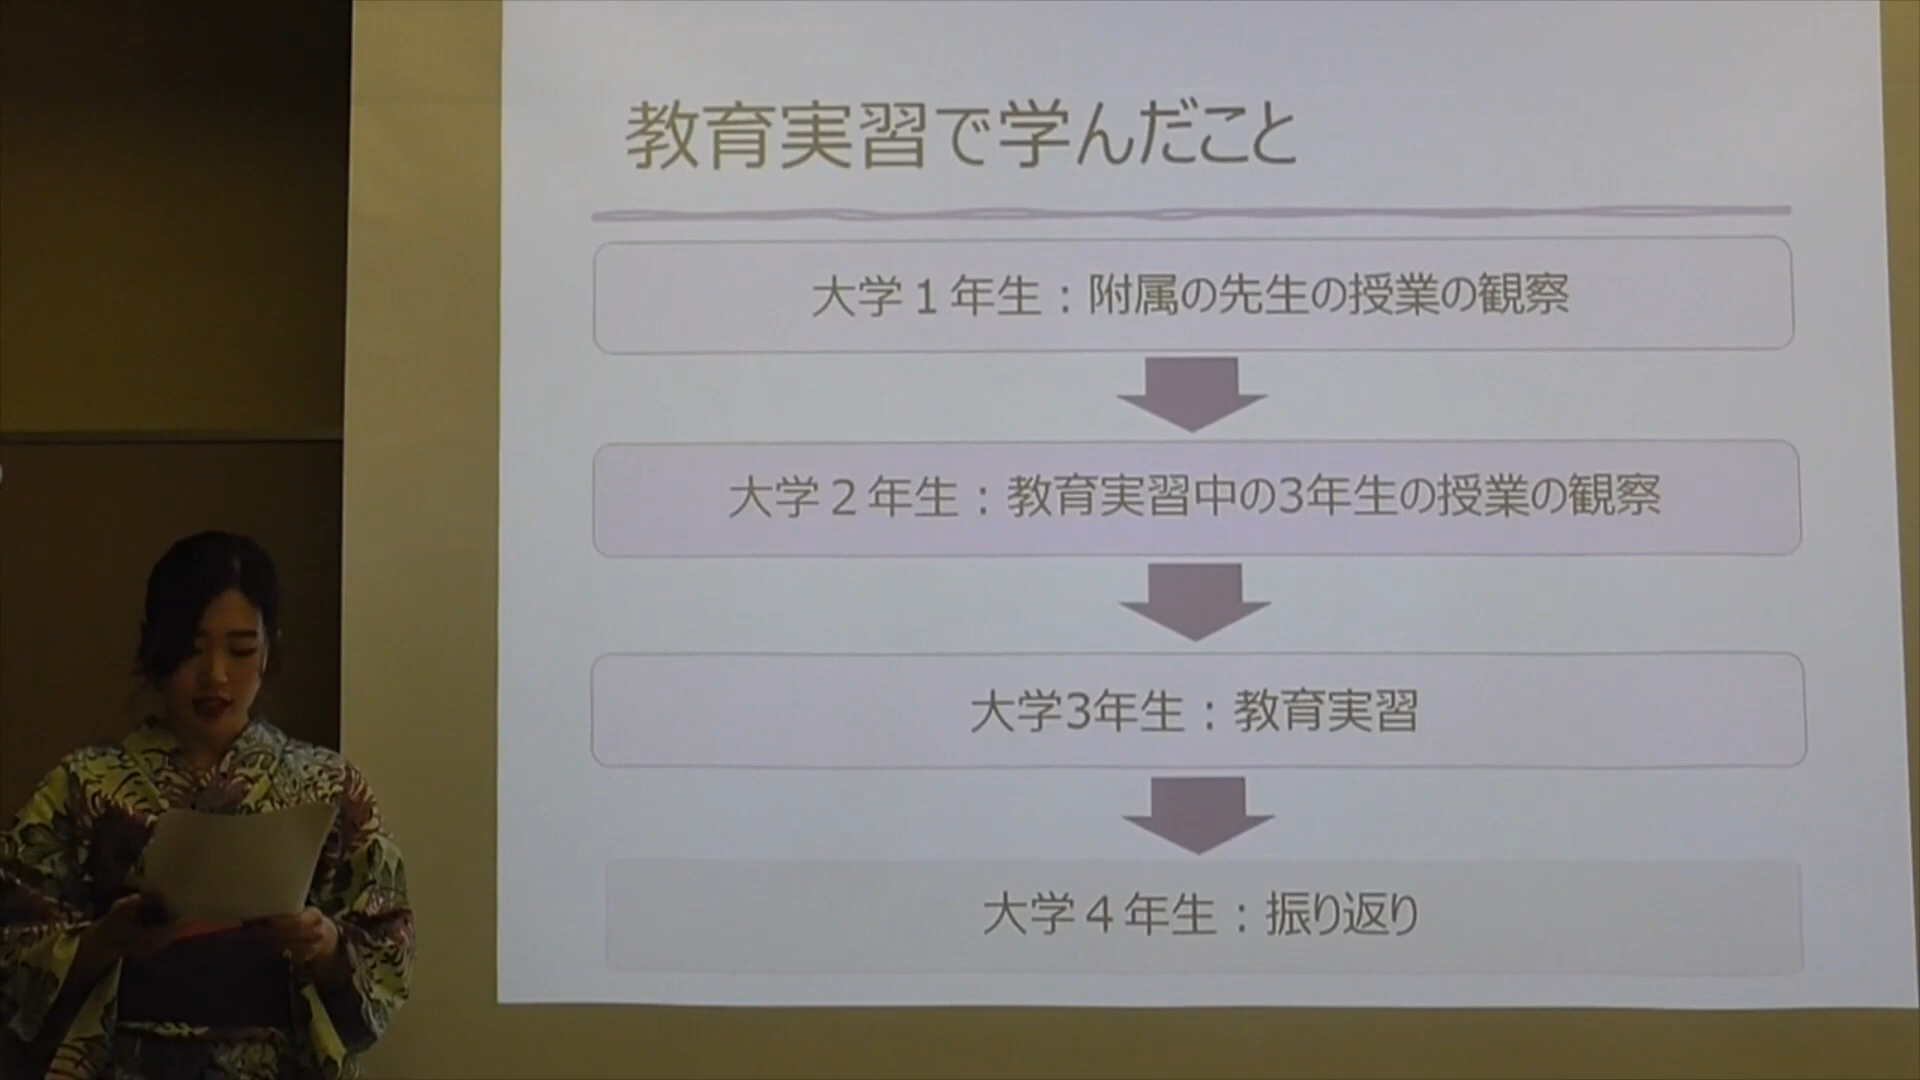 教育実習で学んだこと
大学１年生：附属の先生の授業の観察
大学２年生：教育実習中の3年生の授業の観察
大学3年生：教育実習
大学４年生：振り返り